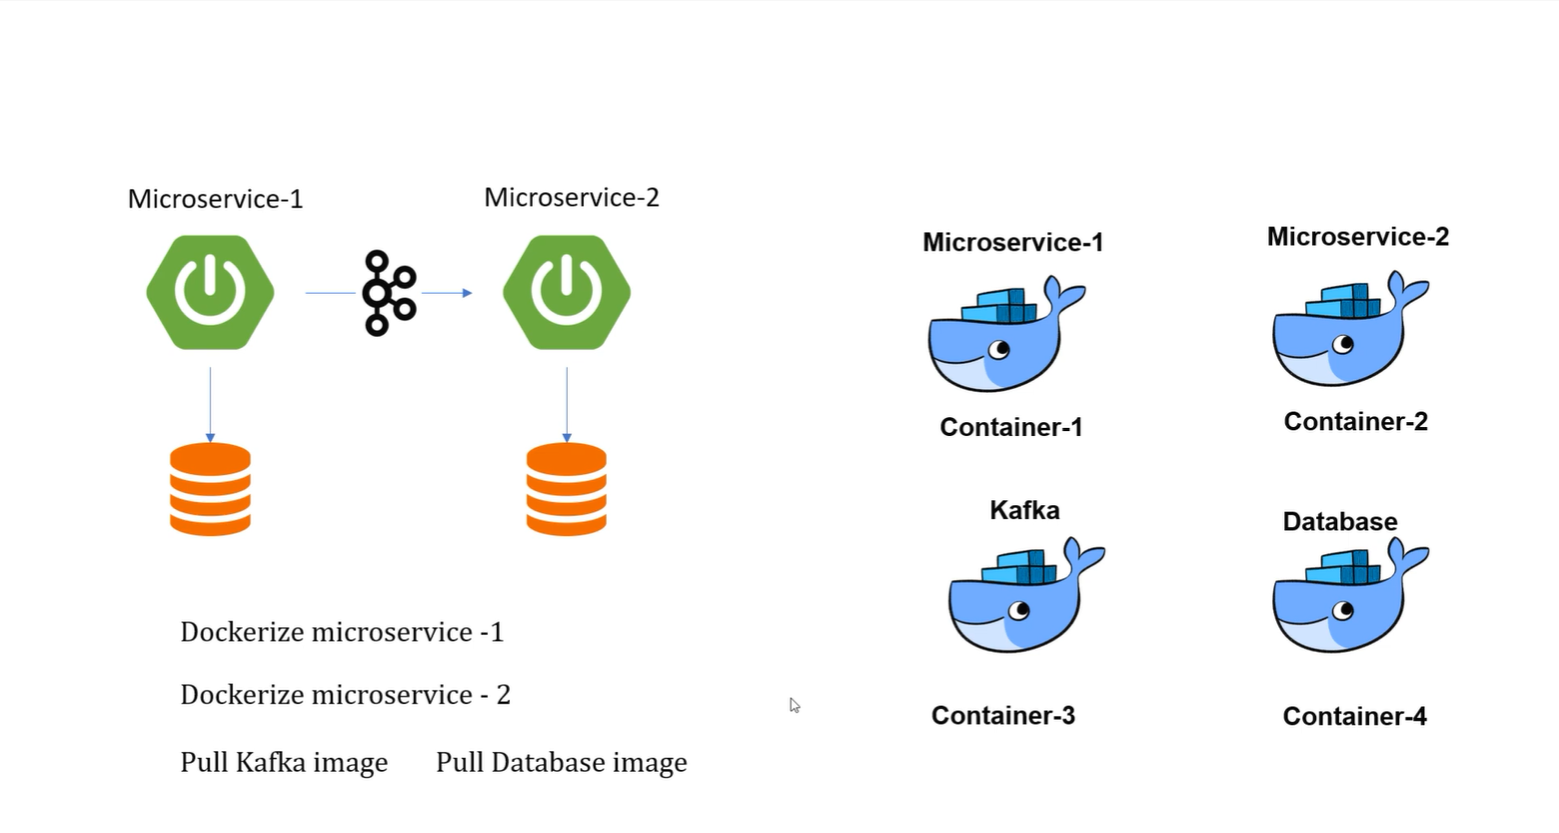 Microservice-1
Microservice-2
Dockerize microservice -1
Dockerize microservice - 2
Pull Kafka image
Pull Database image
Microservice-1
Microservice-2
Container-1
Container-2
Kafka
Database
Container-3
Container-4